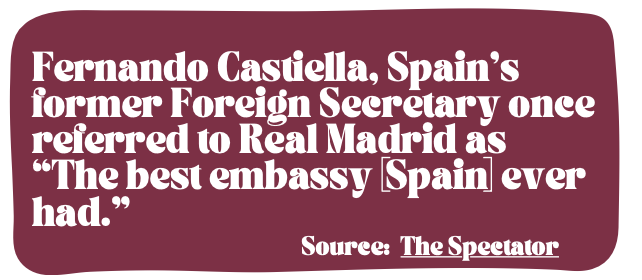 Fernando Castiella, Spain’s
former Foreign Secretary once
referred to Real Madrid as
“The best embassy [Spain] ever
had.”
Source: The Spectator